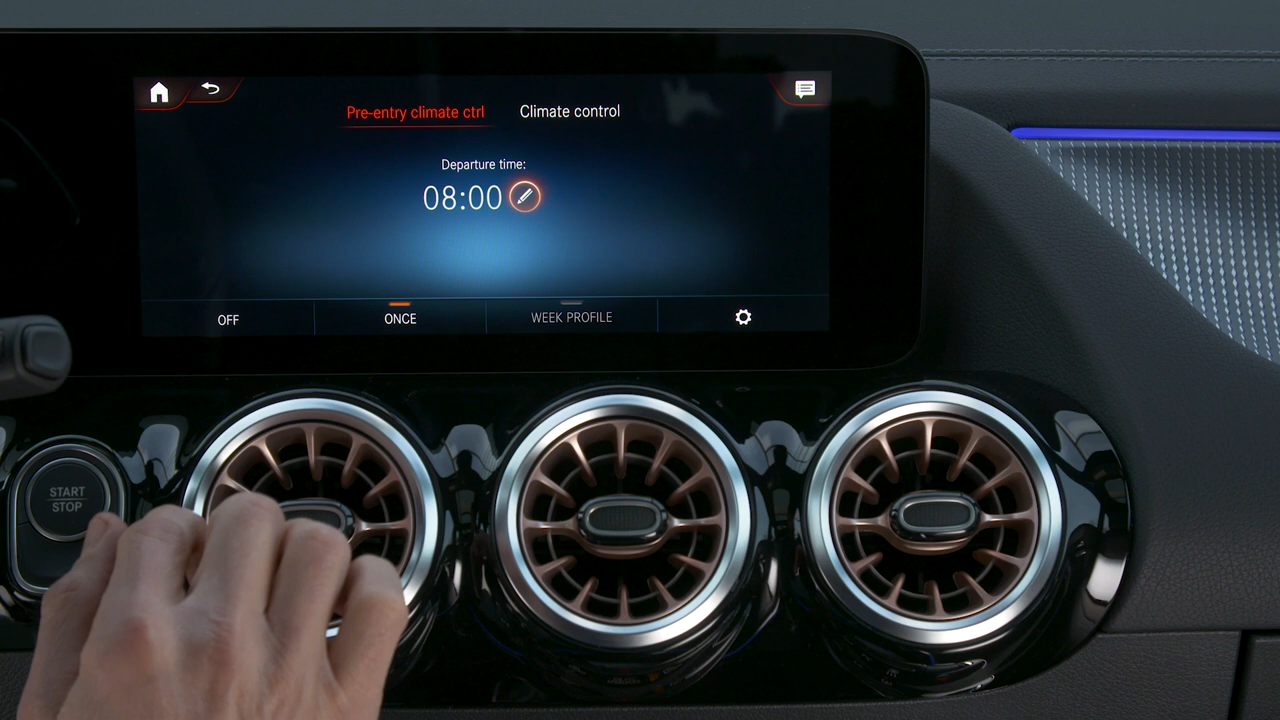 Pre-entry climate ctrl Climate control
Departure time:
08:00
OFF ONCE WEEK PROFILE
START
STOP